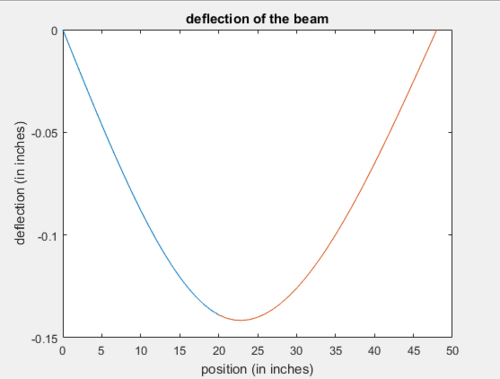 deflection of the beam
0
-0.05
-0.1
-0.15
deflection (in inches)
0 5 10 15 20 25 30 35 40 45 50
position (in inches)